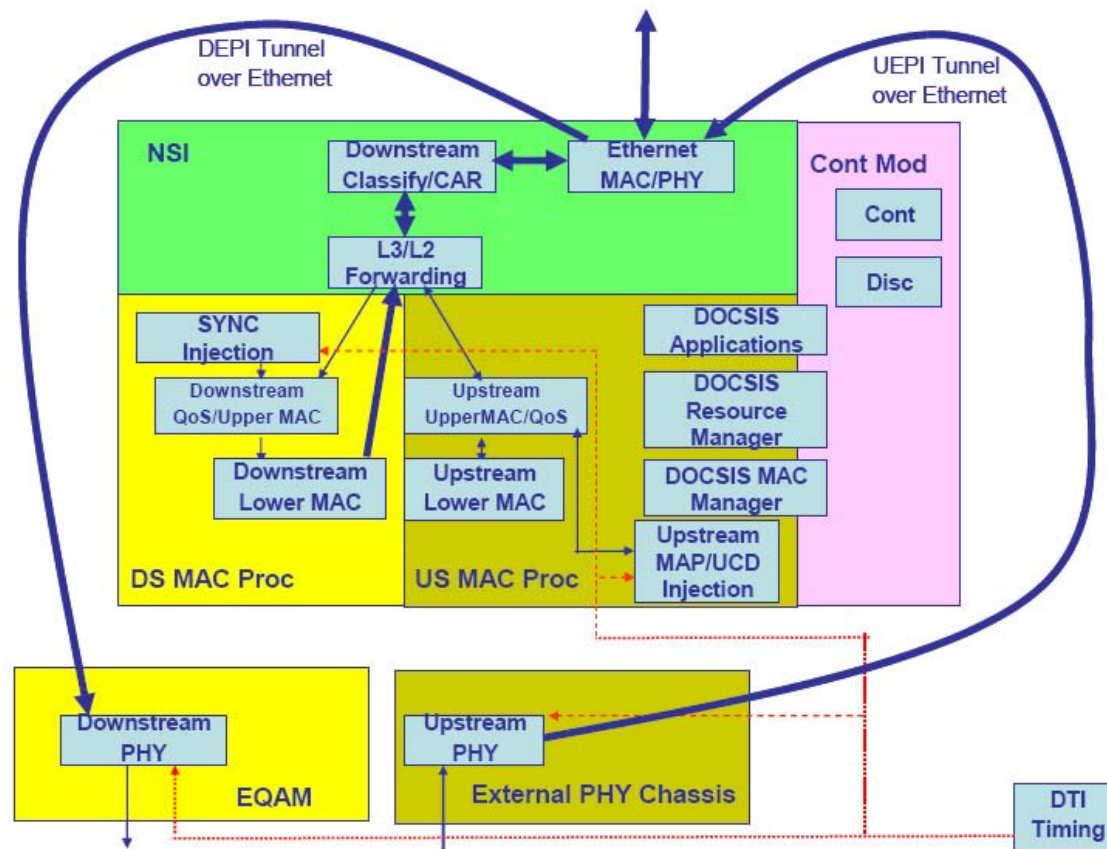 DEPI Tunnel
over Ethernet
UEPI Tunnel
over Ethernet
NSI
Downstream
Classify/CAR
Ethernet
MAC/PHY
Cont Mod
Cont
L3/L2
Forwarding
Disc
SYNC
Injection
DOCSIS
Applications
Downstream
QoS/Upper MAC
Upstream
UpperMAC/QoS
DOCSIS
Resource
Manager
Downstream
Lower MAC
Upstream
Lower MAC
DOCSIS MAC
Manager
Upstream
MAP/UCD
Injection
DS MAC Proc
US MAC Proc
Downstream
PHY
Upstream
PHY
EQAM
External PHY Chassis
DTI
Timing